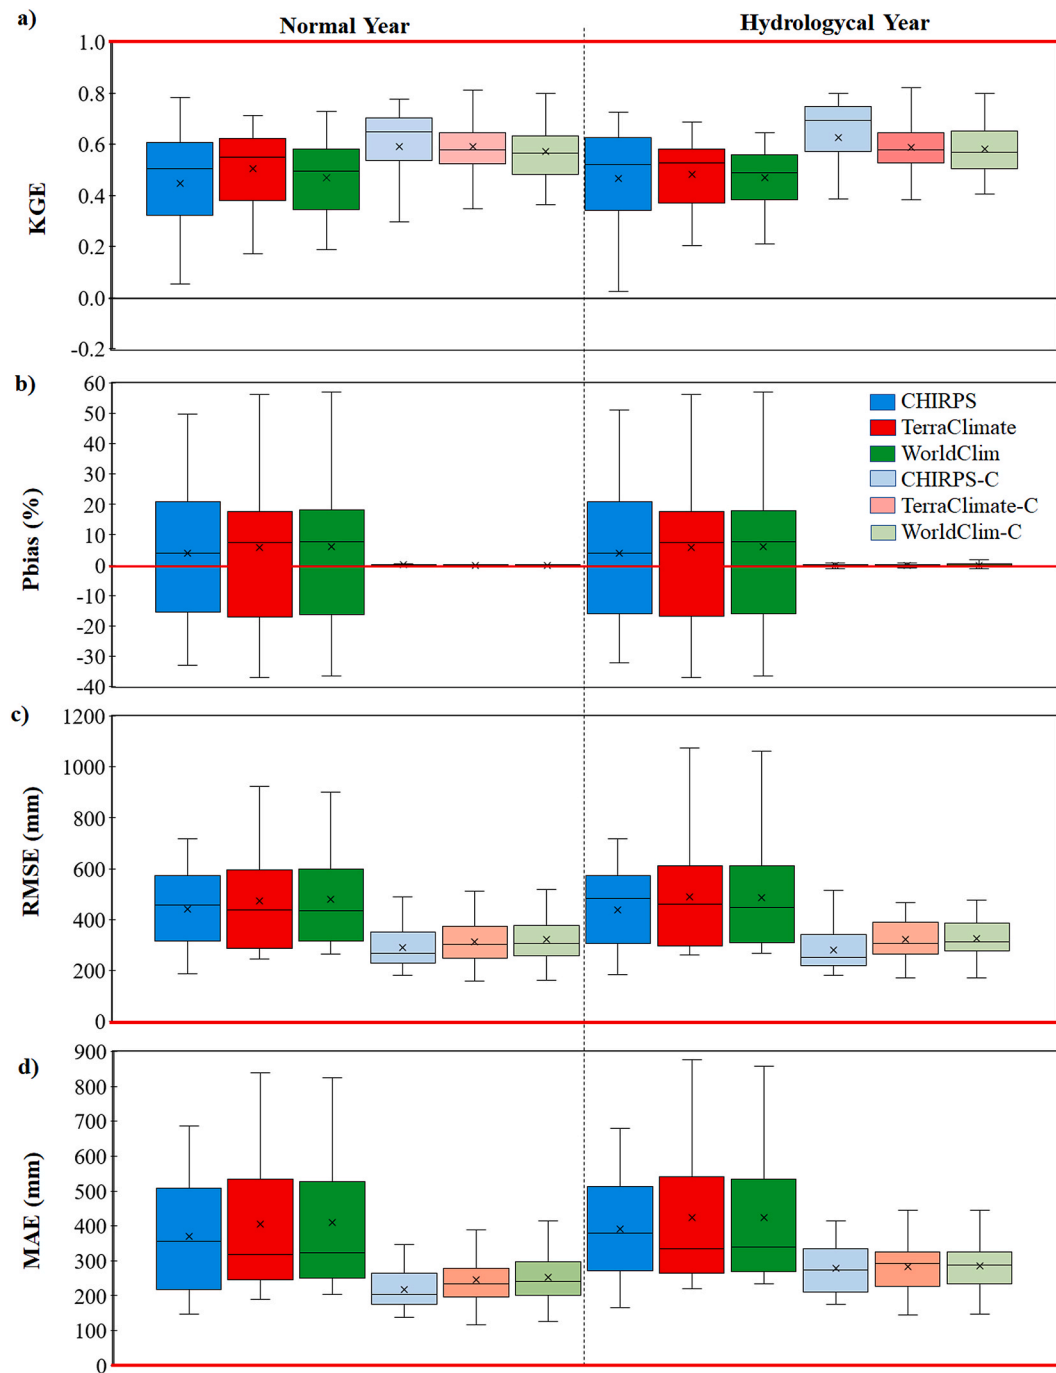 a)
Normal Year
Hydrologycal Year
KGE
1.0
0.8
0.6
0.4
0.2
0.0
-0.2
b)
Pbias (%)
60
50
40
30
20
10
0
-10
-20
-30
-40
CHIRPS
TerraClimate
WorldClim
CHIRPS-C
TerraClimate-C
WorldClim-C
c)
RMSE (mm)
1200
1000
800
600
400
200
0
d)
MAE (mm)
900
800
700
600
500
400
300
200
100
0